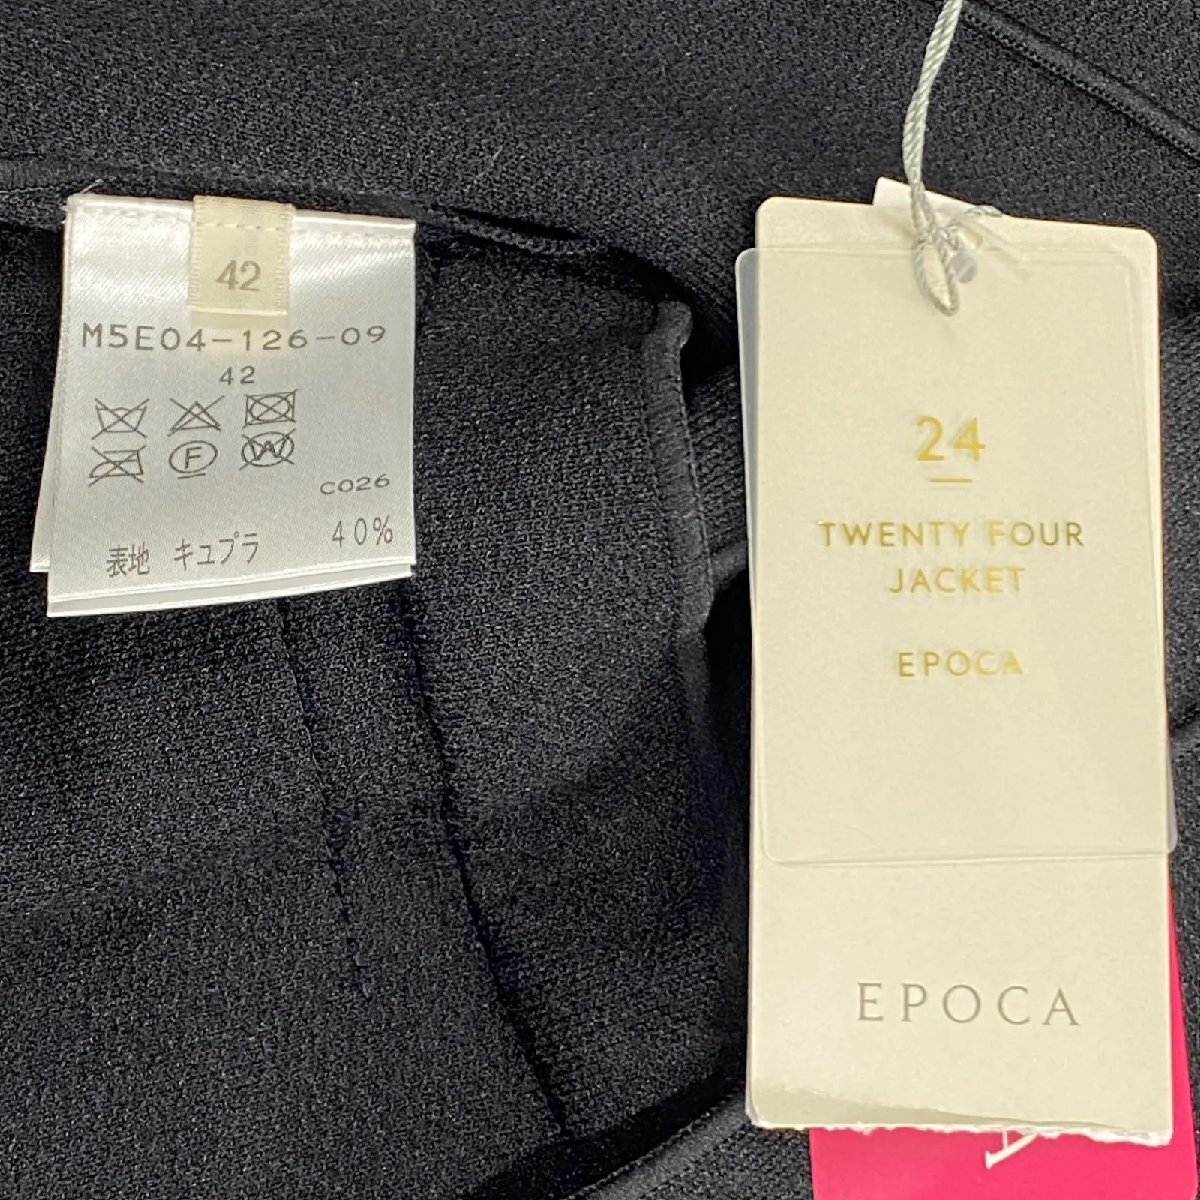 42
M5E04-126-09
42
F
W
C026
表地 キュプラ 40%
24
TWENTY FOUR
JACKET
EPOCA
EPOCA